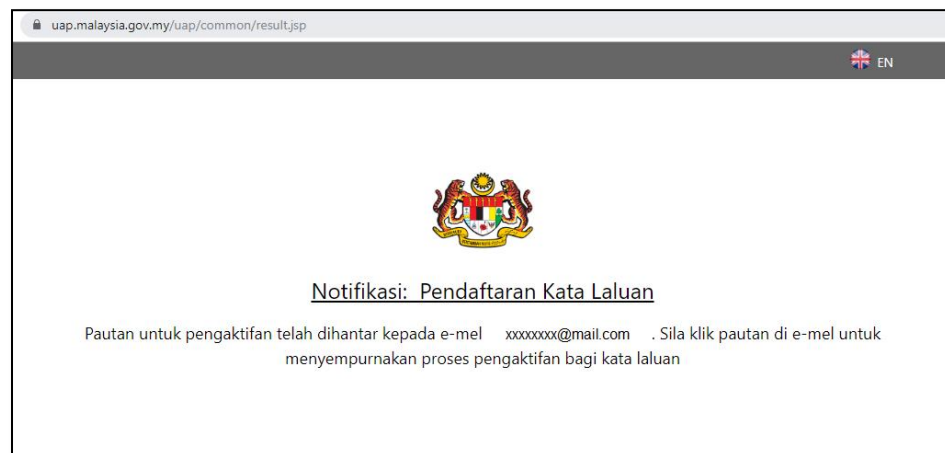 uap.malaysia.gov.my/uap/common/result.jsp
EN
Notifikasi: Pendaftaran Kata Laluan
Pautan untuk pengaktifan telah dihantar kepada e-mel xxxxxxxx@mail.com . Sila klik pautan di e-mel untuk
menyempurnakan proses pengaktifan bagi kata laluan